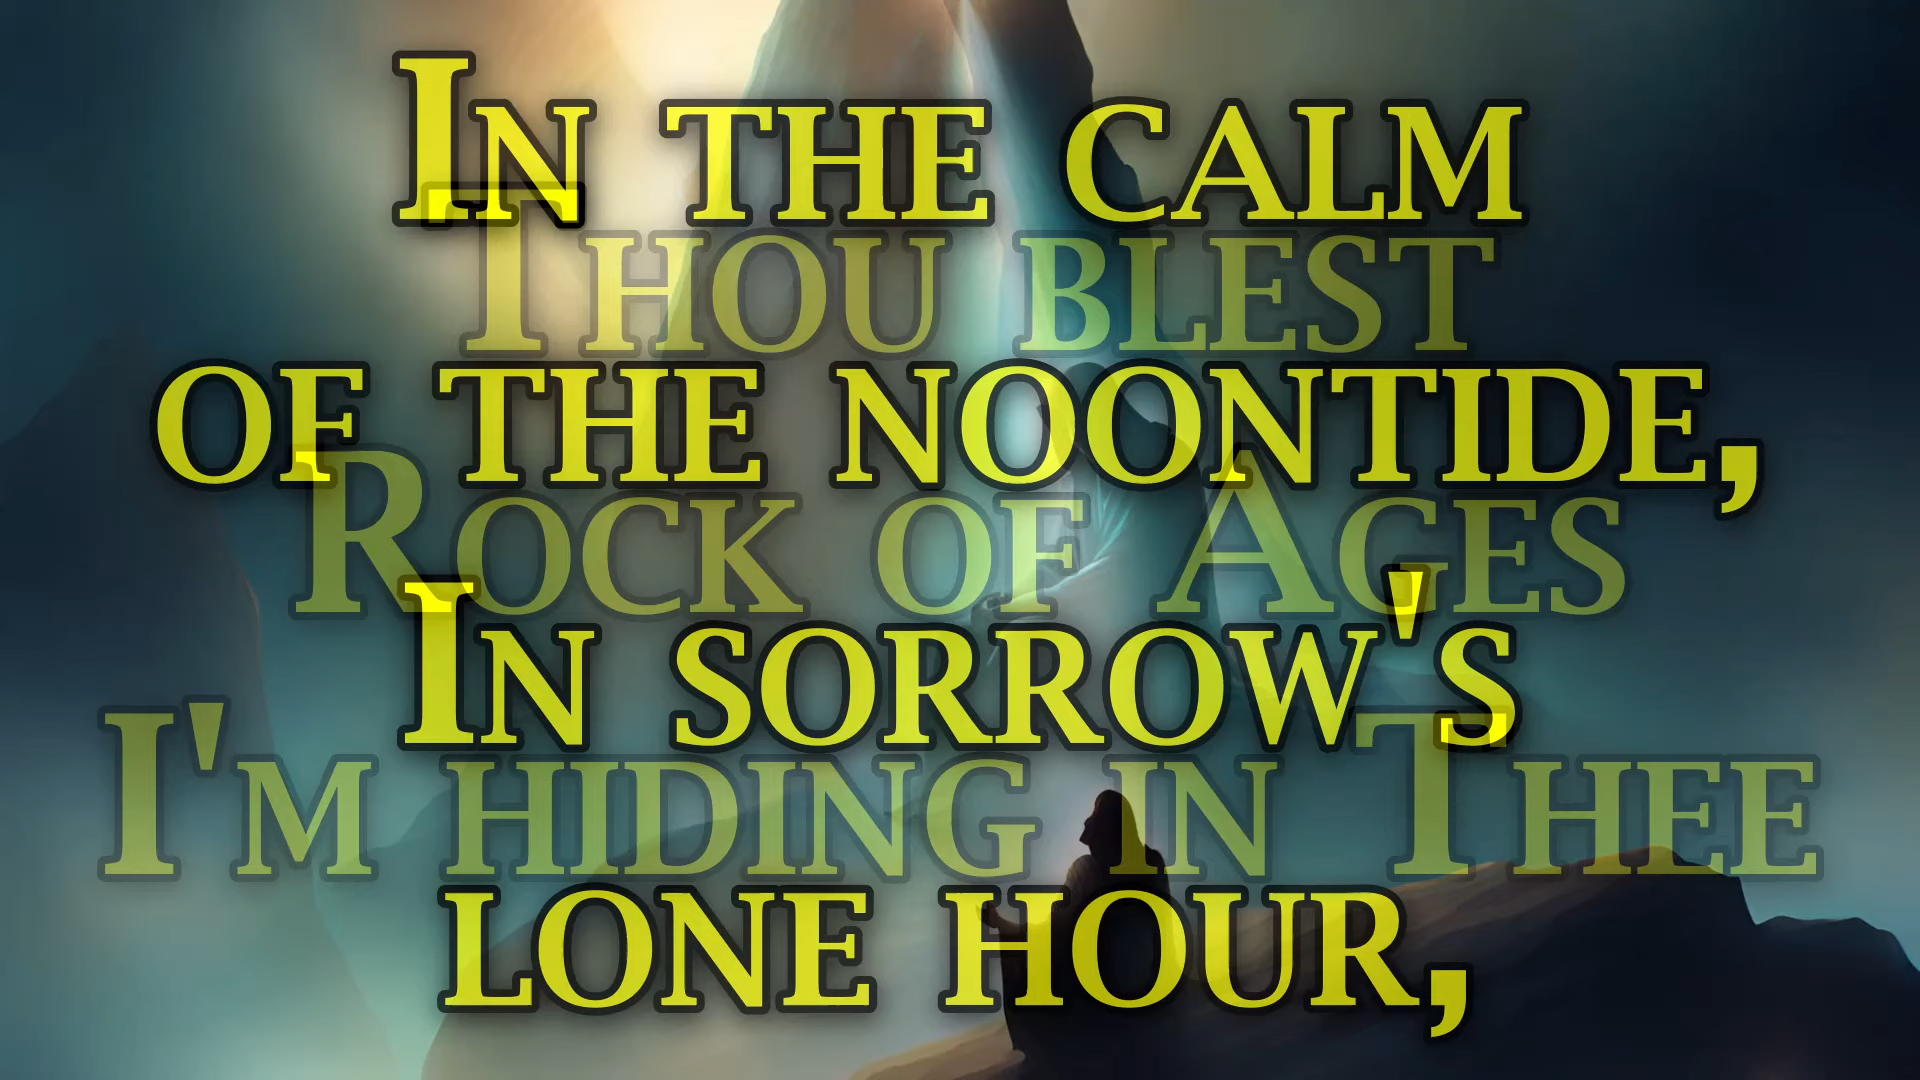 In the calm
Thou blest
of the noontide,
Rock of Ages
In sorrow's
I'm hiding in Thee
lone hour,